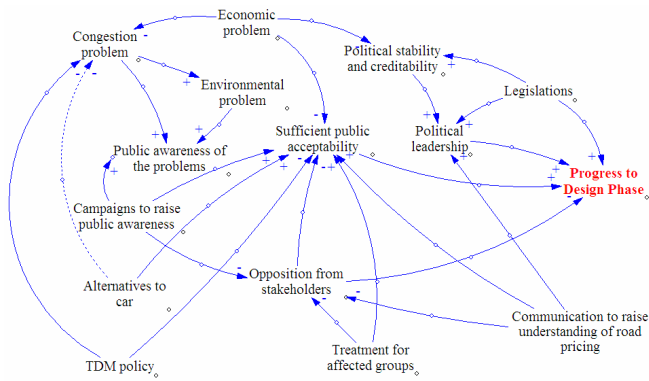 Economic
problem
Congestion
problem
Political stability
and creditability
Environmental
problem
Legislations
Sufficient public
acceptability
Political
leadership
Public awareness of
the problems
Progress to
Design Phase
Campaigns to raise
public awareness
Opposition from
stakeholders
Alternatives to
car
Communication to raise
understanding of road
pricing
Treatment for
affected groups
TDM policy